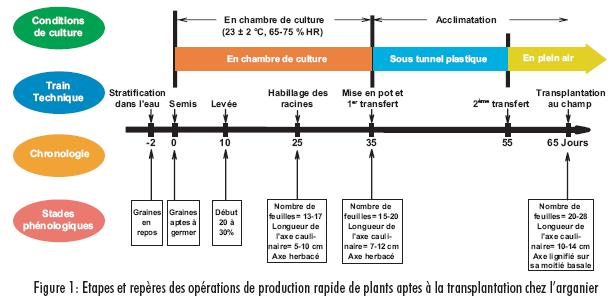 Conditions
de culture
En chambre de culture
(23 ± 2 °C, 65-75 % HR)
Acclimatation
En chambre de culture
Sous tunnel plastique
En plein air
Train
Technique
Stratification
dans l'eau
Semis
Levée
Habillage des
racines
Mise en pot et
1er transfert
2ème transfert
Transplantation
au champ
Chronologie
-2
0
10
25
35
55
65 Jours
Stades
phénologiques
Graines
en
repos
Graines
aptes à
germer
Début
20 à
30%
Nombre de
feuilles= 13-17
Longueur de
l'axe cauli-
naire= 5-10 cm
Axe herbacé
Nombre de
feuilles= 15-20
Longueur de
l'axe cauli-
naire= 7-12 cm
Axe herbacé
Nombre de
feuilles= 20-28
Longueur de
l'axe cauli-
naire= 10-14 cm
Axe lignifié sur
sa moitié basale
Figure 1: Etapes et repères des opérations de production rapide de plants aptes à la transplantation chez l'arganier